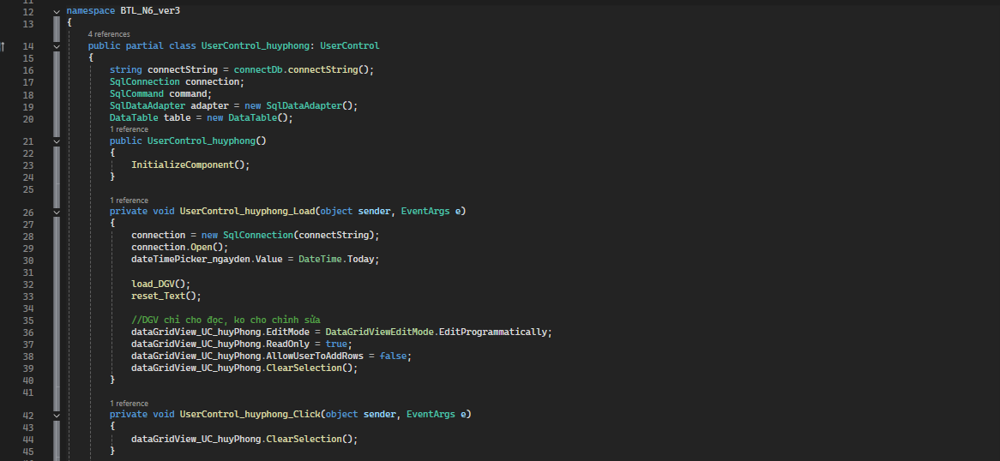 11
12 namespace BTL_N6_ver3
13 {
4 references
14 public partial class UserControl_huyphong: UserControl
15 {
16 string connectString = connectDb.connectString();
17 SqlConnection connection;
18 SqlCommand command;
19 SqlDataAdapter adapter = new SqlDataAdapter();
20 DataTable table = new DataTable();
1 reference
21 public UserControl_huyphong()
22 {
23 InitializeComponent();
24 }
25
1 reference
26 private void UserControl_huyphong_Load(object sender, EventArgs e)
27 {
28 connection = new SqlConnection(connectString);
29 connection.Open();
30 dateTimePicker_ngayden.Value = DateTime.Today;
31
32 load_DGV();
33 reset_Text();
34
35 //DGV chỉ cho đọc, ko cho chỉnh sửa
36 dataGridView_UC_huyPhong.EditMode = DataGridViewEditMode.EditProgrammatically;
37 dataGridView_UC_huyPhong.ReadOnly = true;
38 dataGridView_UC_huyPhong.AllowUserToAddRows = false;
39 dataGridView_UC_huyPhong.ClearSelection();
40 }
41
1 reference
42 private void UserControl_huyphong_Click(object sender, EventArgs e)
43 {
44 dataGridView_UC_huyPhong.ClearSelection();
45 }